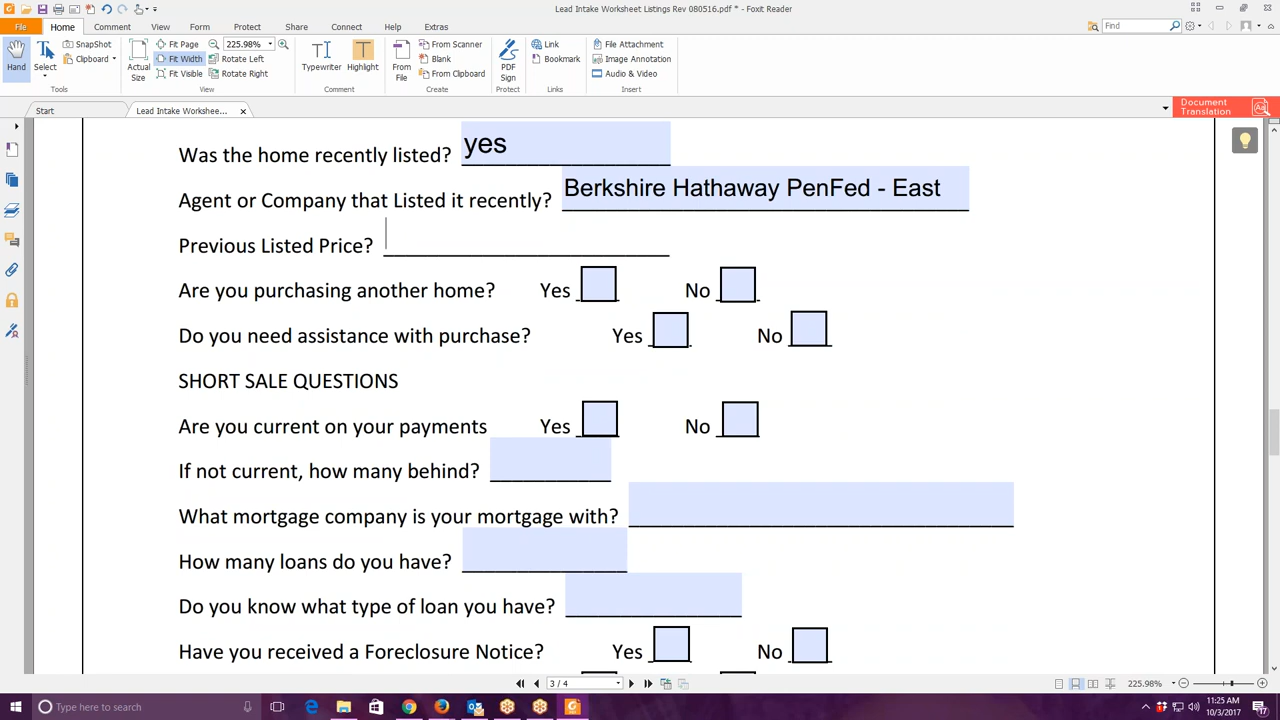 Lead Intake Worksheet Listings Rev 080516.pdf * - Foxit Reader
File Home Comment View Form Protect Share Connect Help Extras
Find
Hand
Select
SnapShot
Clipboard
Actual Size
Fit Page
Fit Width
Fit Visible
225.98%
Rotate Left
Rotate Right
Typewriter
Highlight
From File
From Scanner
Blank
From Clipboard
PDF Sign
Link
Bookmark
File Attachment
Image Annotation
Audio & Video
Tools View Comment Create Protect Links Insert
Start Lead Intake Workshee...
Document Translation
Was the home recently listed? yes
Agent or Company that Listed it recently? Berkshire Hathaway PenFed - East
Previous Listed Price?
Are you purchasing another home? Yes No
Do you need assistance with purchase? Yes No
SHORT SALE QUESTIONS
Are you current on your payments Yes No
If not current, how many behind?
What mortgage company is your mortgage with?
How many loans do you have?
Do you know what type of loan you have?
Have you received a Foreclosure Notice? Yes No
3 / 4
225.98%
Type here to search
11:25 AM
10/3/2017
17